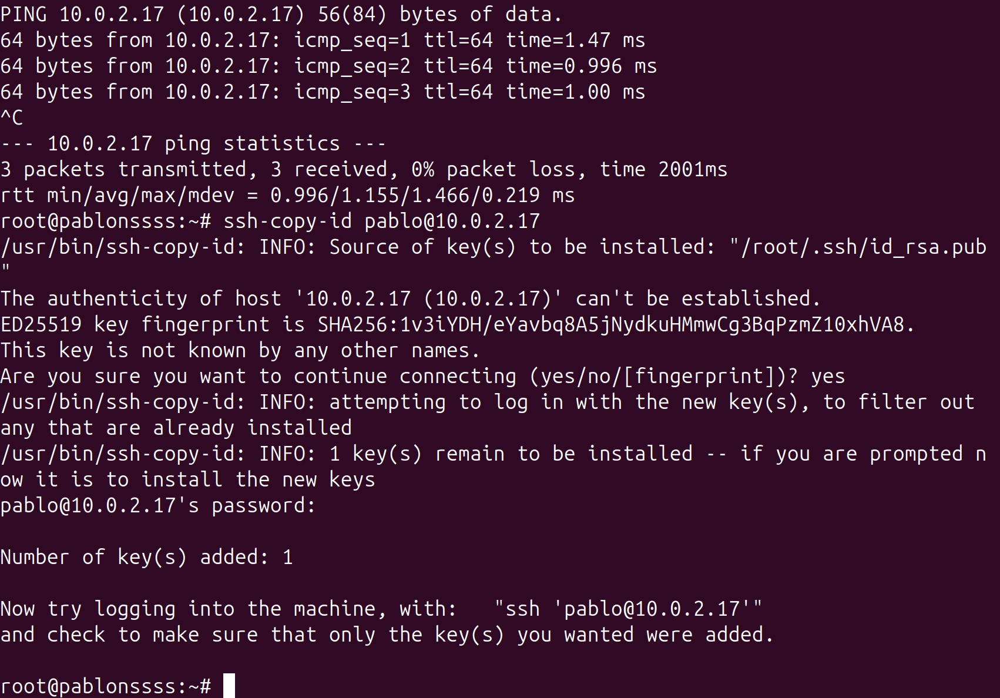 PING 10.0.2.17 (10.0.2.17) 56(84) bytes of data.
64 bytes from 10.0.2.17: icmp_seq=1 ttl=64 time=1.47 ms
64 bytes from 10.0.2.17: icmp_seq=2 ttl=64 time=0.996 ms
64 bytes from 10.0.2.17: icmp_seq=3 ttl=64 time=1.00 ms
^C
--- 10.0.2.17 ping statistics ---
3 packets transmitted, 3 received, 0% packet loss, time 2001ms
rtt min/avg/max/mdev = 0.996/1.155/1.466/0.219 ms
root@pablonssss:~# ssh-copy-id pablo@10.0.2.17
/usr/bin/ssh-copy-id: INFO: Source of key(s) to be installed: "/root/.ssh/id_rsa.pub
"
The authenticity of host '10.0.2.17 (10.0.2.17)' can't be established.
ED25519 key fingerprint is SHA256:1v3iYDH/eYavbq8A5jNydkuHMmwCg3BqPzmZ10xhVA8.
This key is not known by any other names.
Are you sure you want to continue connecting (yes/no/[fingerprint])? yes
/usr/bin/ssh-copy-id: INFO: attempting to log in with the new key(s), to filter out
any that are already installed
/usr/bin/ssh-copy-id: INFO: 1 key(s) remain to be installed -- if you are prompted n
ow it is to install the new keys
pablo@10.0.2.17's password:
Number of key(s) added: 1
Now try logging into the machine, with:   "ssh 'pablo@10.0.2.17'"
and check to make sure that only the key(s) you wanted were added.
root@pablonssss:~#